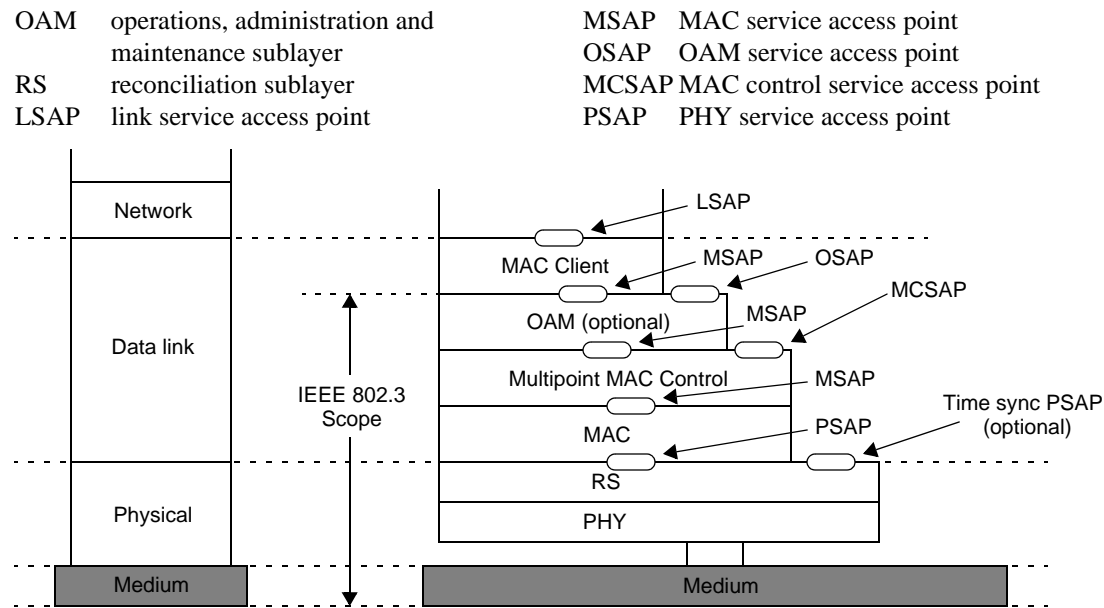 OAM operations, administration and
maintenance sublayer
RS reconciliation sublayer
LSAP link service access point
MSAP MAC service access point
OSAP OAM service access point
MCSAP MAC control service access point
PSAP PHY service access point
Network
Data link
Physical
Medium
IEEE 802.3
Scope
LSAP
MAC Client
MSAP
OSAP
OAM (optional)
MSAP
MCSAP
Multipoint MAC Control
MSAP
MAC
PSAP
Time sync PSAP
(optional)
RS
PHY
Medium